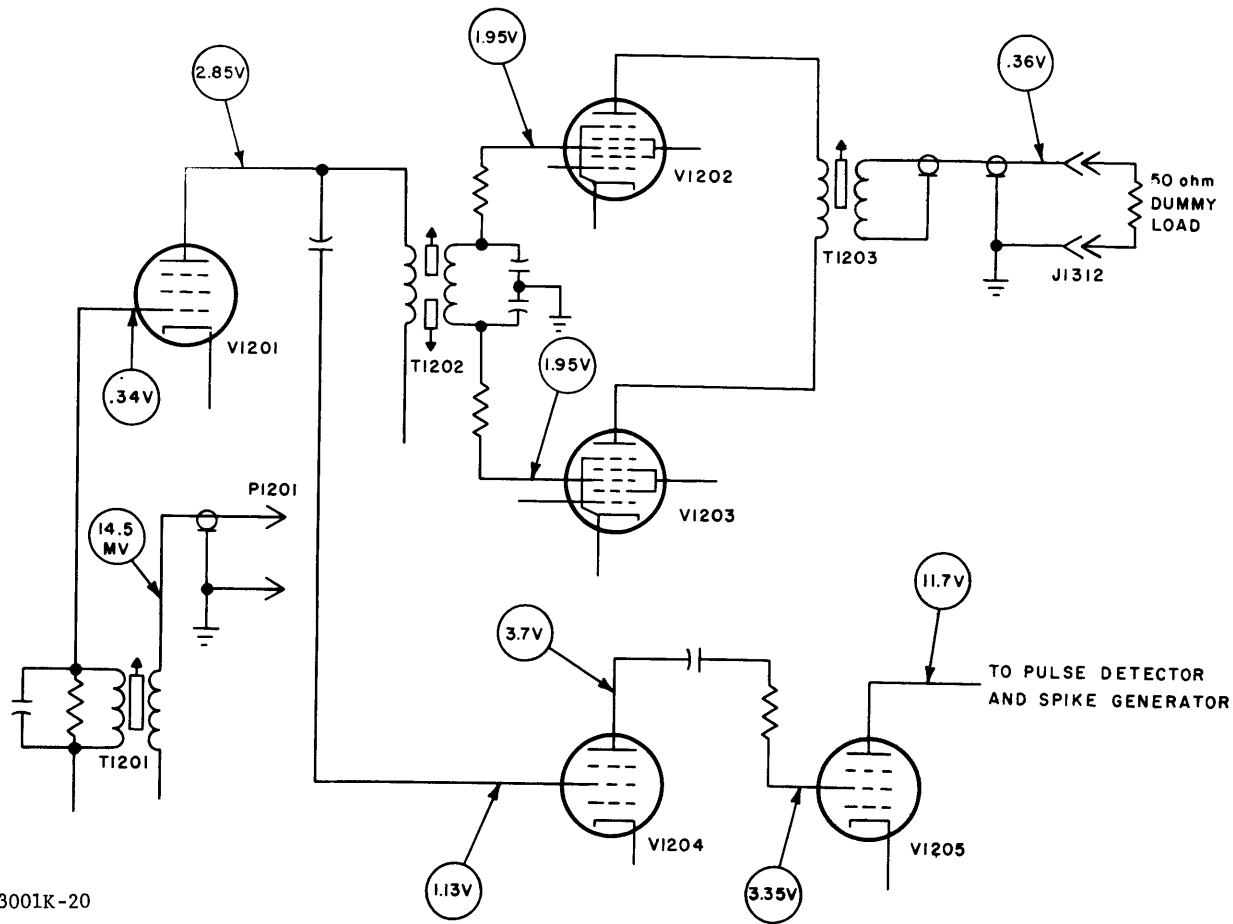 1.95V
.36V
2.85V
V1202
50 ohm
DUMMY
LOAD
T1203
J1312
V1201
T1202
1.95V
.34V
P1201
14.5
MV
V1203
11.7V
3.7V
TO PULSE DETECTOR
AND SPIKE GENERATOR
T1201
V1204
V1205
1.13V
3.35V
3001K-20